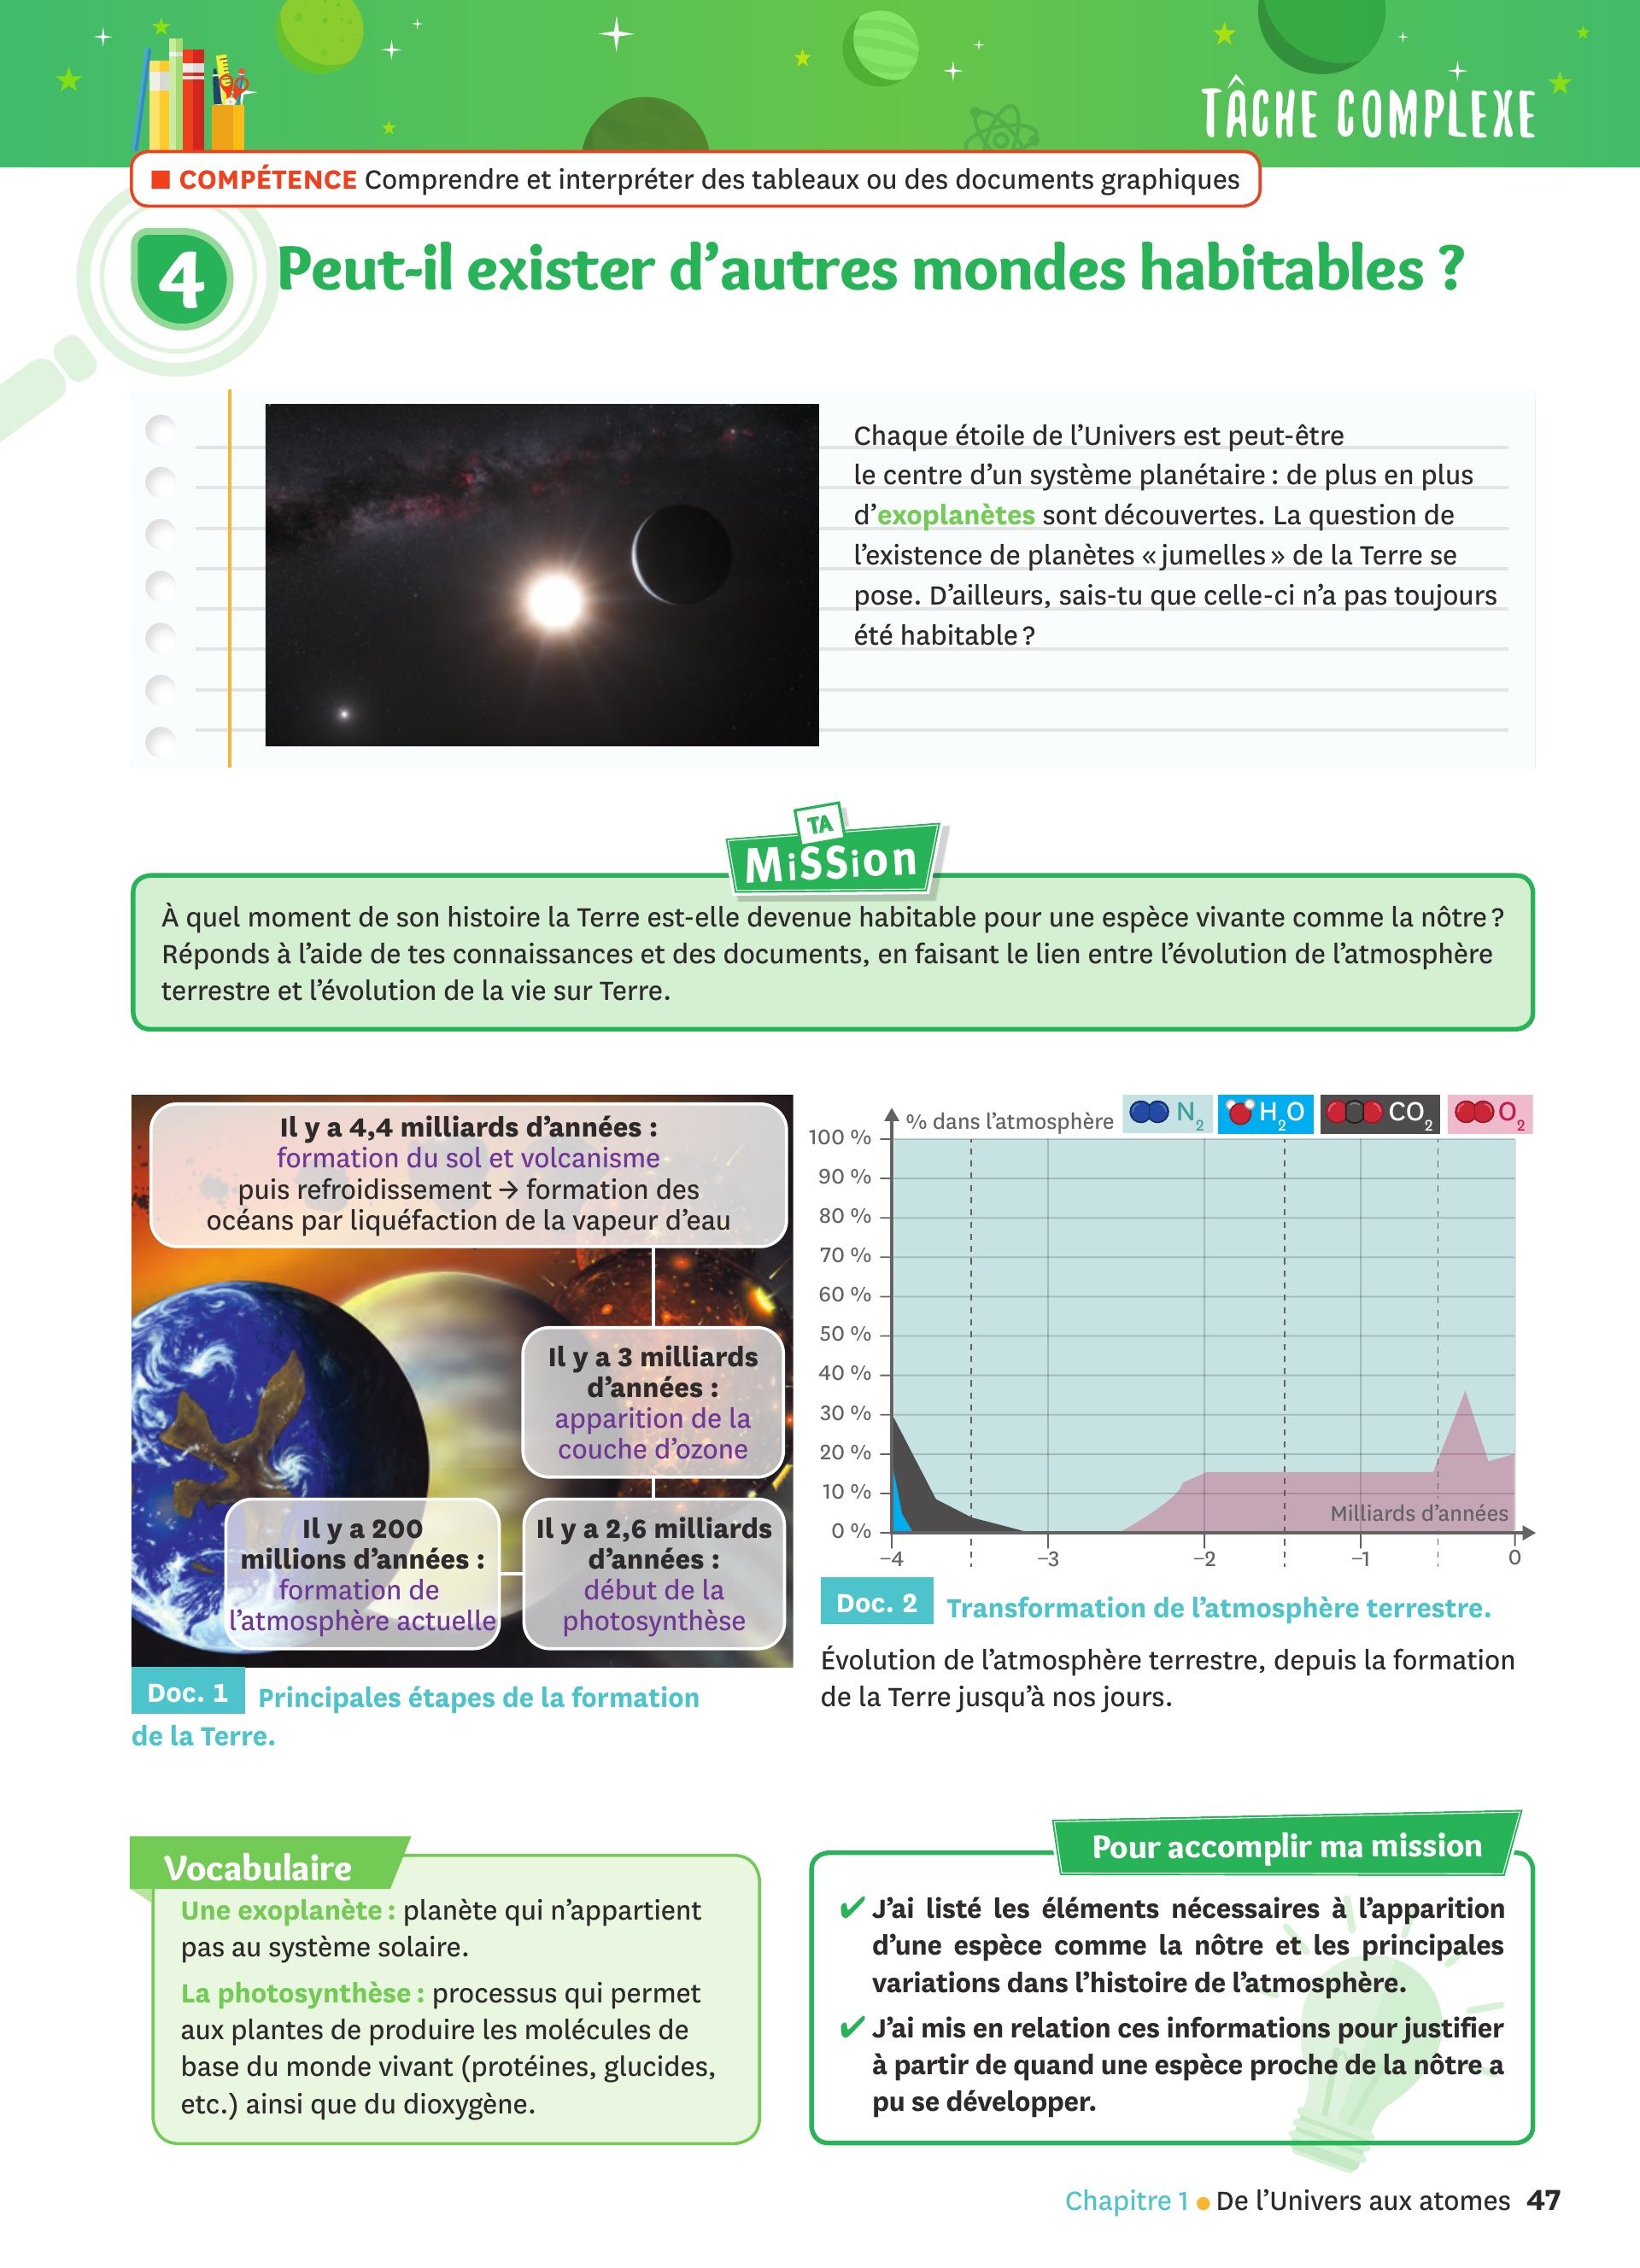 TÂCHE COMPLEXE
■ COMPÉTENCE Comprendre et interpréter des tableaux ou des documents graphiques
4
Peut-il exister d’autres mondes habitables ?
Chaque étoile de l’Univers est peut-être
le centre d’un système planétaire : de plus en plus
d’exoplanètes sont découvertes. La question de
l’existence de planètes « jumelles » de la Terre se
pose. D’ailleurs, sais-tu que celle-ci n’a pas toujours
été habitable ?
TA
MiSSion
À quel moment de son histoire la Terre est-elle devenue habitable pour une espèce vivante comme la nôtre ?
Réponds à l’aide de tes connaissances et des documents, en faisant le lien entre l’évolution de l’atmosphère
terrestre et l’évolution de la vie sur Terre.
Il y a 4,4 milliards d’années :
formation du sol et volcanisme
puis refroidissement → formation des
océans par liquéfaction de la vapeur d’eau
Il y a 3 milliards
d’années :
apparition de la
couche d’ozone
Il y a 2,6 milliards
d’années :
début de la
photosynthèse
Il y a 200
millions d’années :
formation de
l’atmosphère actuelle
Doc. 1 Principales étapes de la formation
de la Terre.
% dans l’atmosphère
N2
H2O
CO2
O2
100 %
90 %
80 %
70 %
60 %
50 %
40 %
30 %
20 %
10 %
0 %
Milliards d’années
–4 –3 –2 –1 0
Doc. 2 Transformation de l’atmosphère terrestre.
Évolution de l’atmosphère terrestre, depuis la formation
de la Terre jusqu’à nos jours.
Vocabulaire
Une exoplanète : planète qui n’appartient
pas au système solaire.
La photosynthèse : processus qui permet
aux plantes de produire les molécules de
base du monde vivant (protéines, glucides,
etc.) ainsi que du dioxygène.
Pour accomplir ma mission
✔ J’ai listé les éléments nécessaires à l’apparition
d’une espèce comme la nôtre et les principales
variations dans l’histoire de l’atmosphère.
✔ J’ai mis en relation ces informations pour justifier
à partir de quand une espèce proche de la nôtre a
pu se développer.
Chapitre 1 ● De l’Univers aux atomes 47